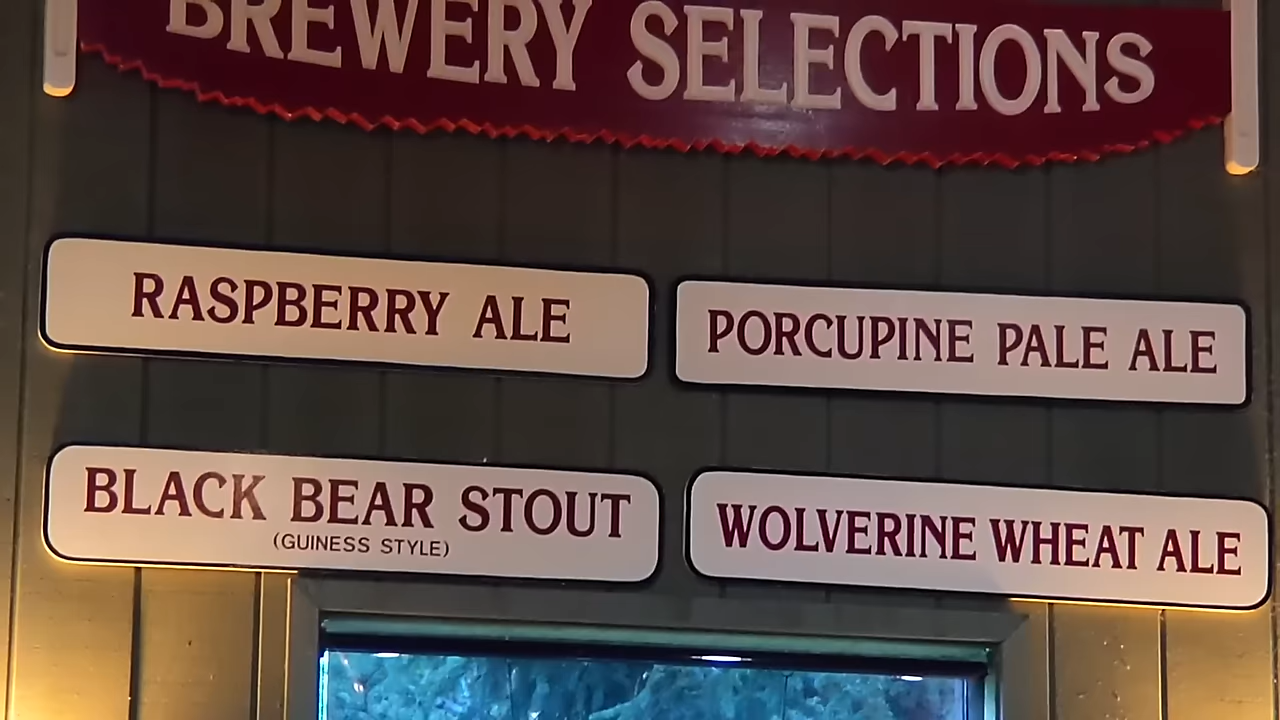 BREWERY SELECTIONS
RASPBERRY ALE
PORCUPINE PALE ALE
BLACK BEAR STOUT
(GUINESS STYLE)
WOLVERINE WHEAT ALE